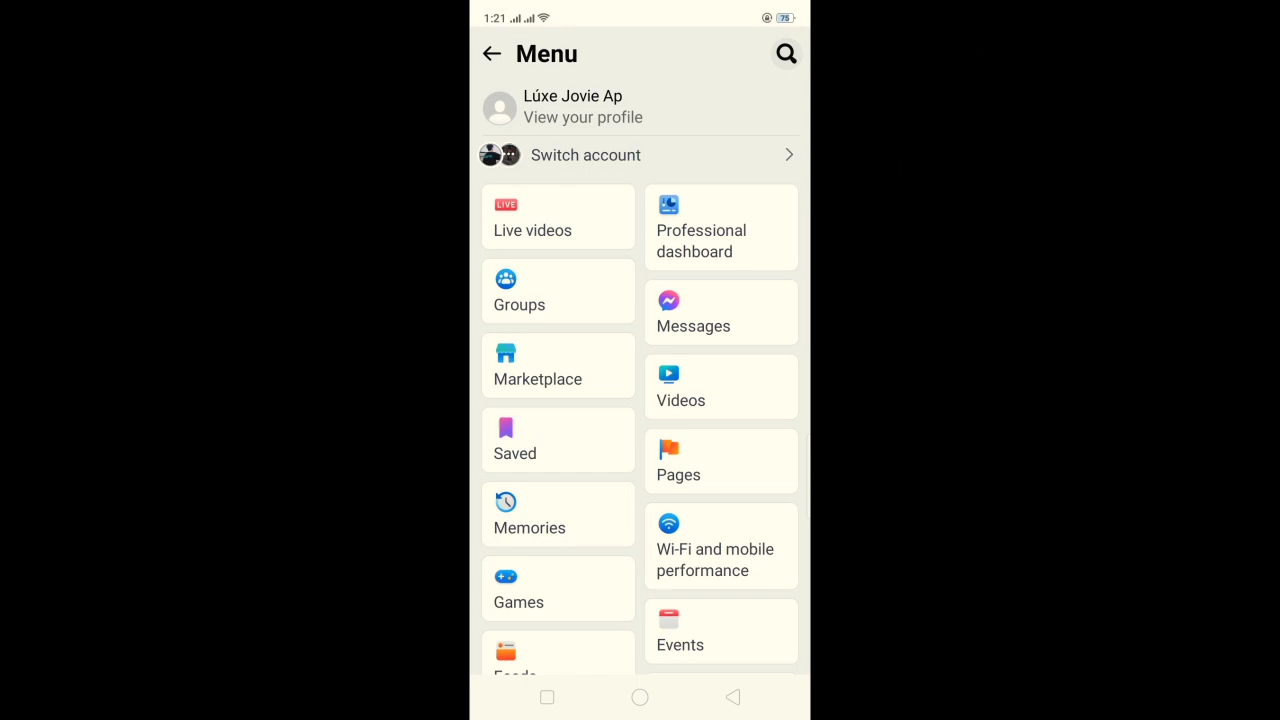 1:21
75
Menu
Lúxe Jovie Ap
View your profile
Switch account
LIVE
Live videos
Professional
dashboard
Groups
Messages
Marketplace
Videos
Saved
Pages
Memories
Wi-Fi and mobile
performance
Games
Events